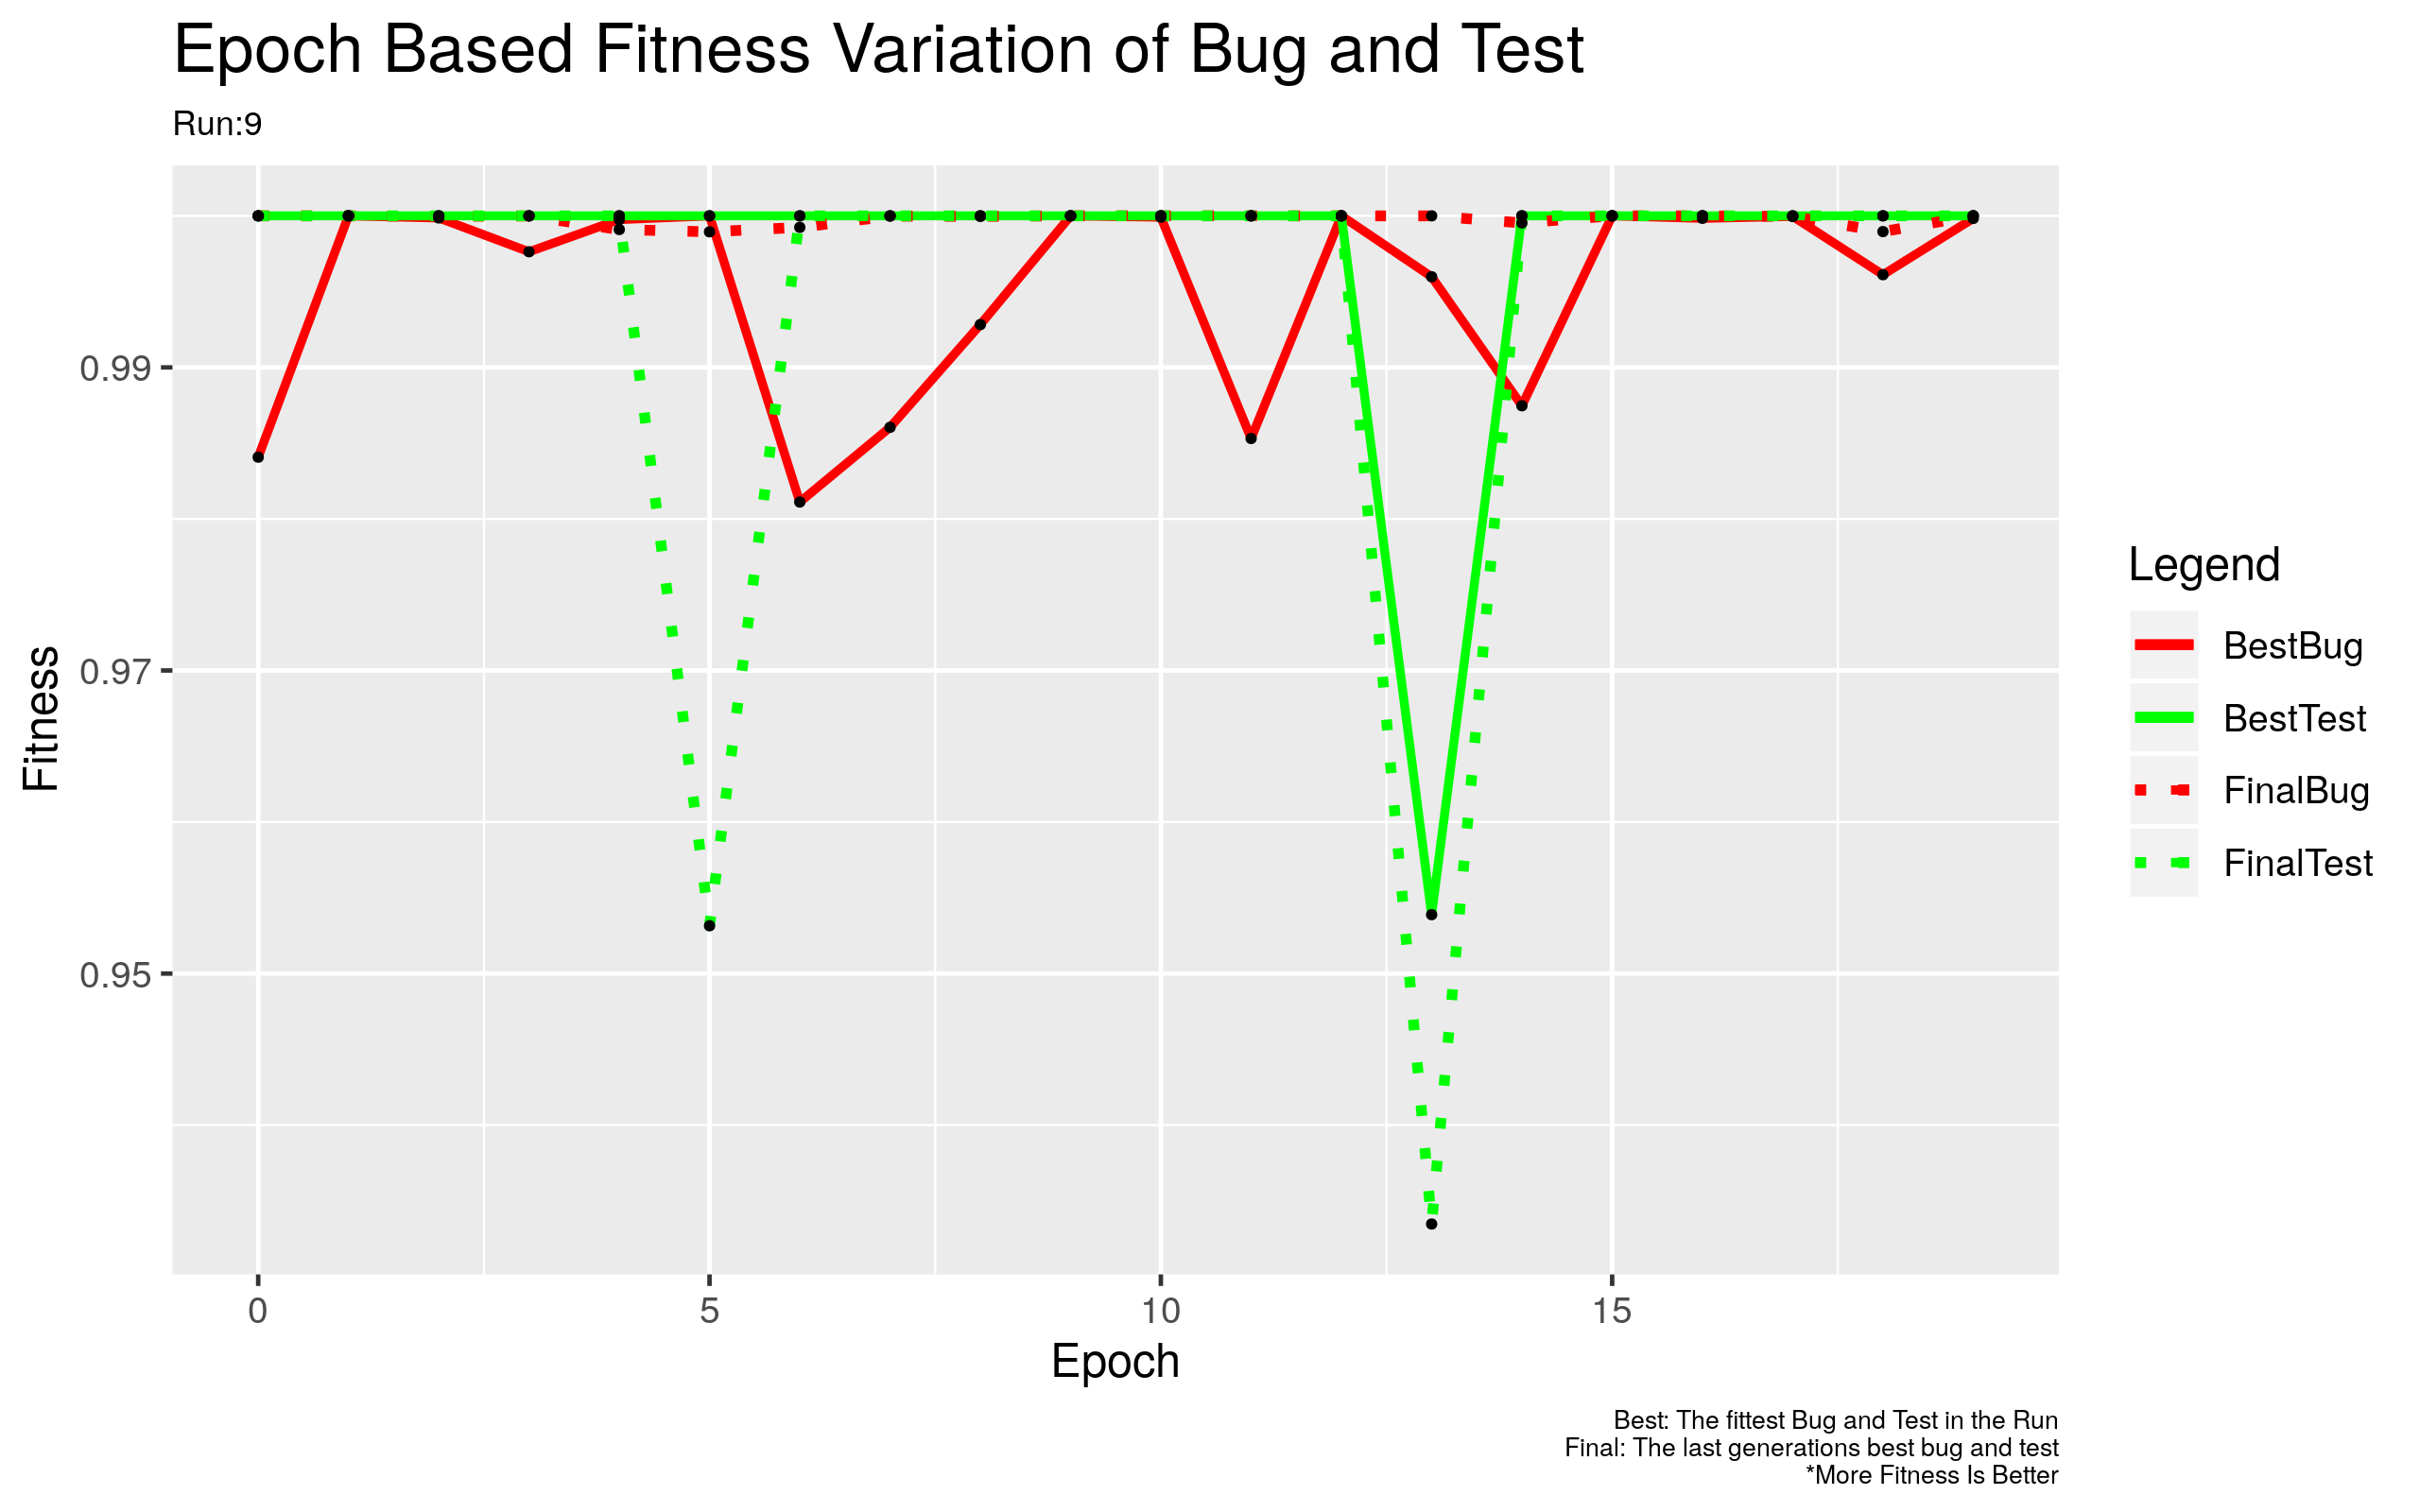 Epoch Based Fitness Variation of Bug and Test
Run:9
0.99
0.97
0.95
Fitness
0
5
10
15
Epoch
Legend
BestBug
BestTest
FinalBug
FinalTest
Best: The fittest Bug and Test in the Run
Final: The last generations best bug and test
*More Fitness Is Better